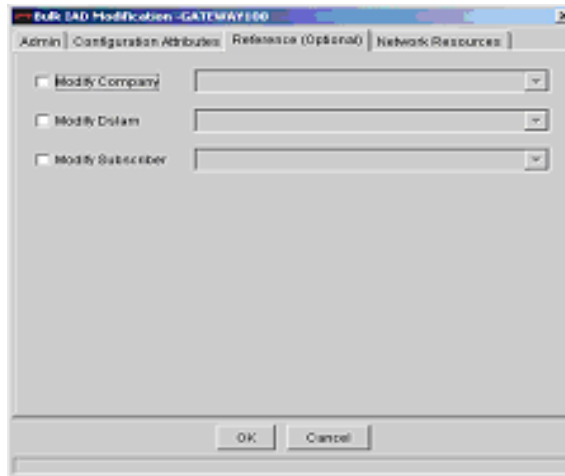 Bulk IAD Modification -GATEWAY100
Admin Configuration Attributes Reference (Optional) Network Resources
Modify Company
Modify Dslam
Modify Subscriber
OK Cancel